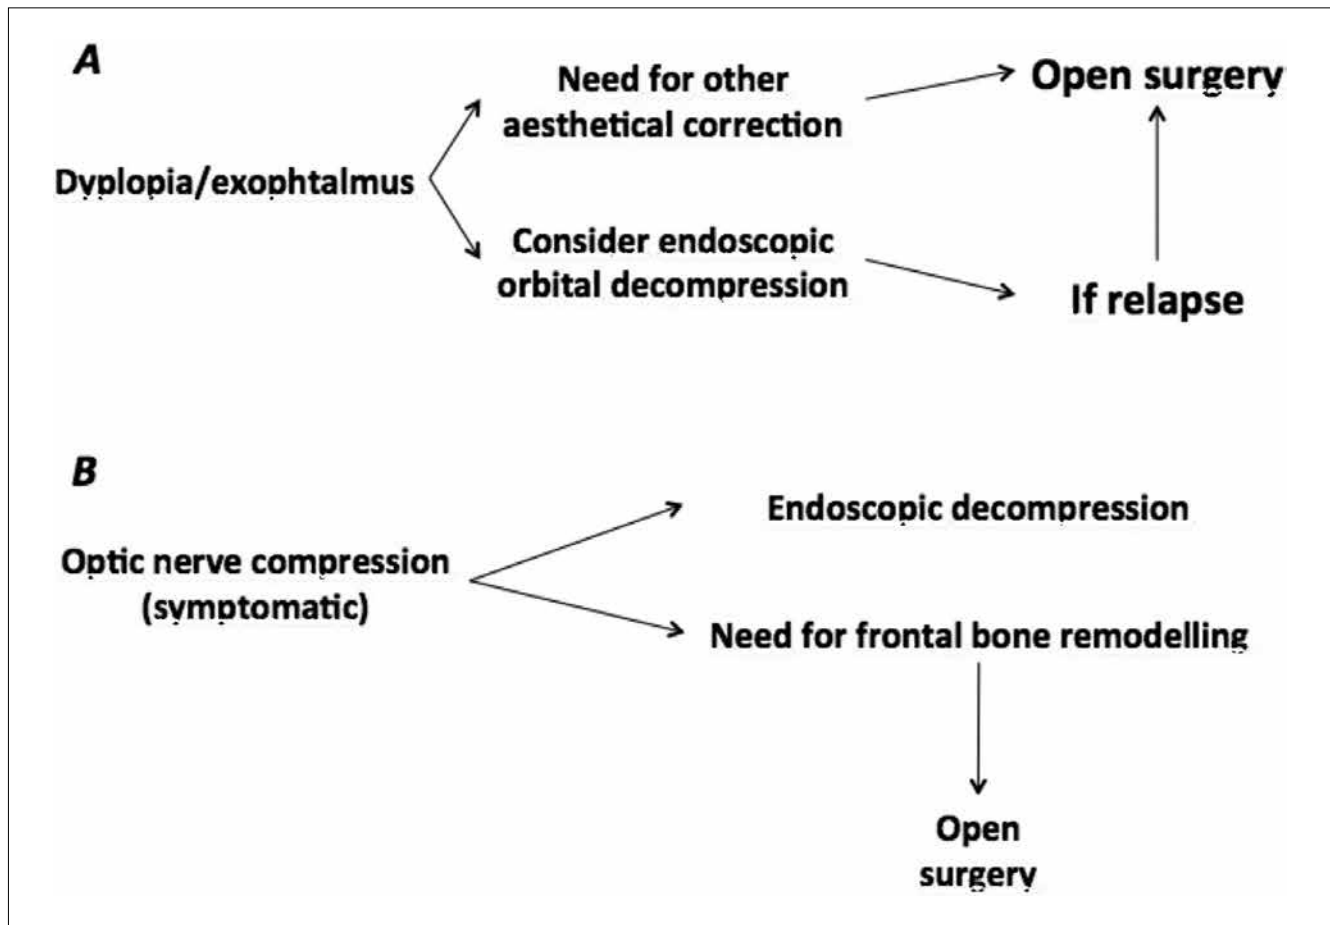 A
Need for other
aesthetical correction
Open surgery
Dyplopia/exophtalmus
Consider endoscopic
orbital decompression
If relapse
B
Endoscopic decompression
Optic nerve compression
(symptomatic)
Need for frontal bone remodelling
Open
surgery